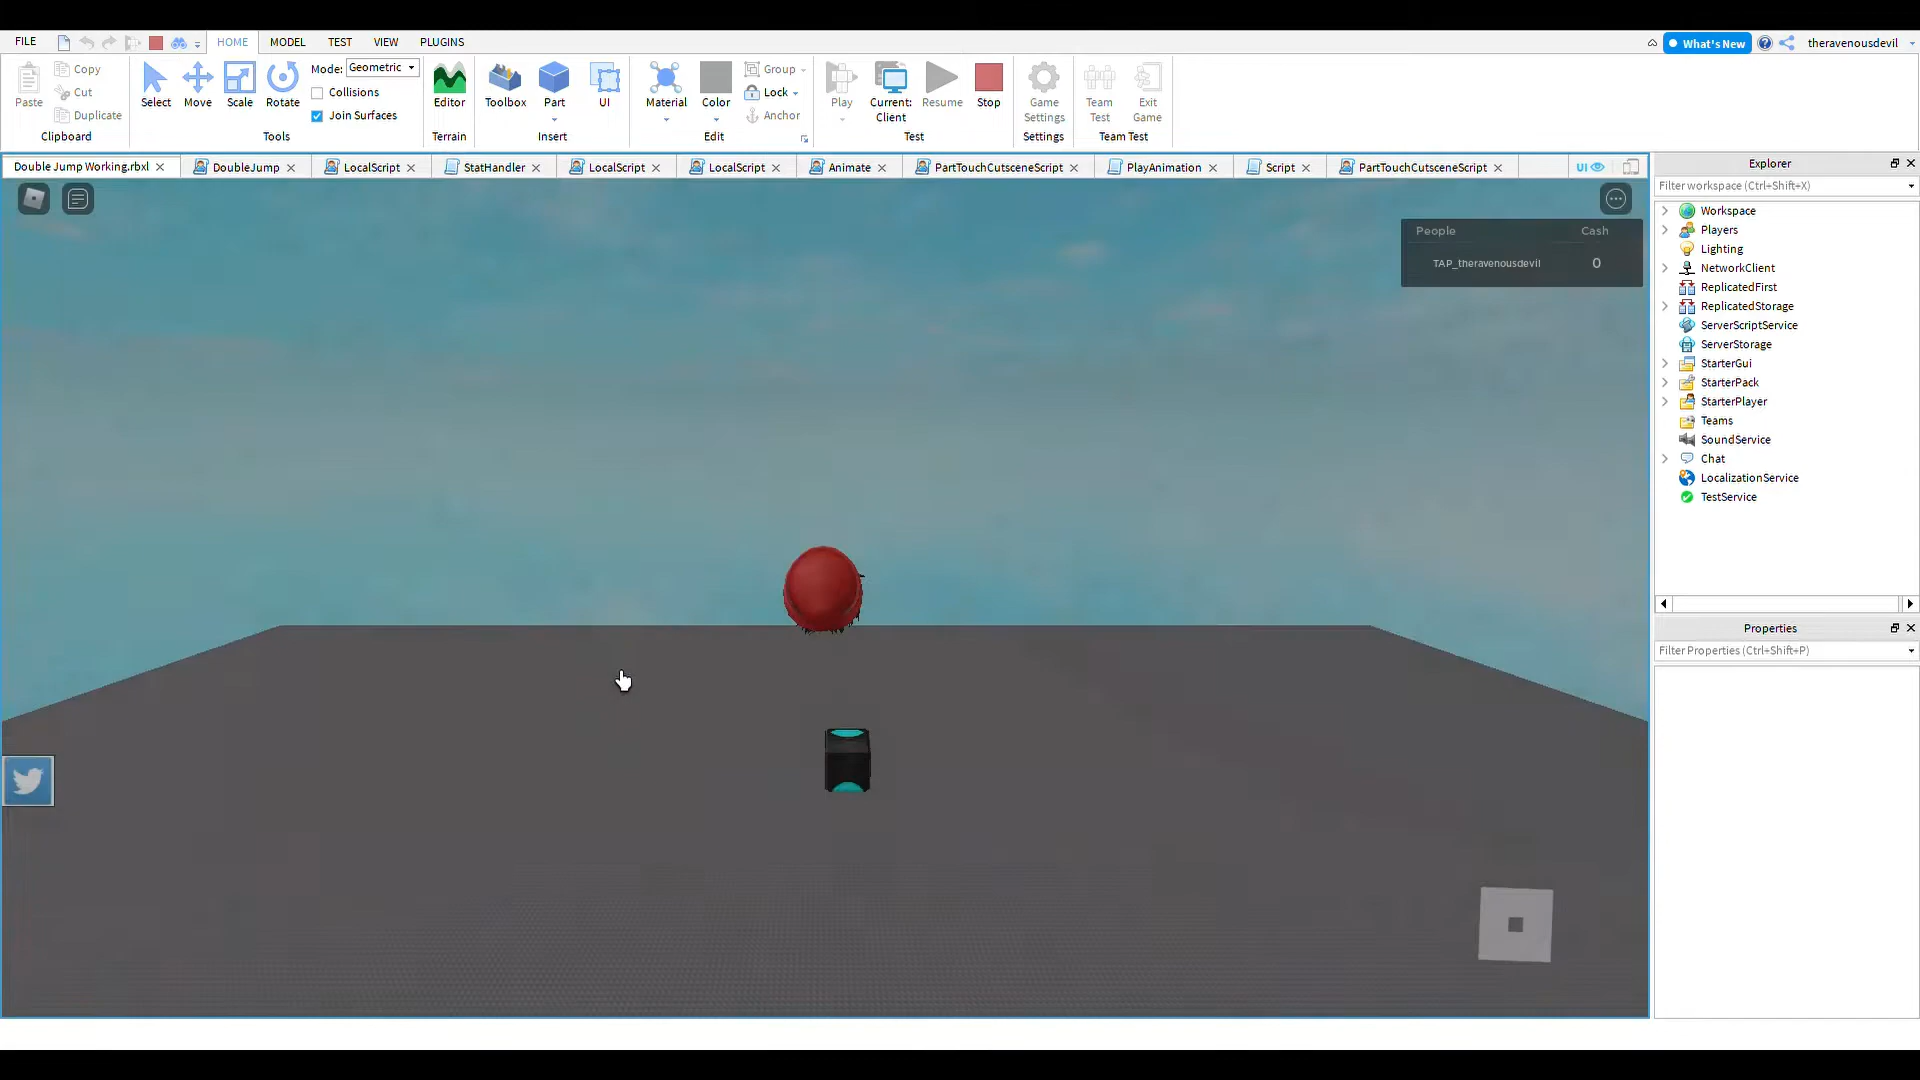 FILE
HOME
MODEL
TEST
VIEW
PLUGINS
What's New
theravenousdevil
Paste
Copy
Cut
Duplicate
Clipboard
Select
Move
Scale
Rotate
Mode:
Geometric
Collisions
Join Surfaces
Tools
Editor
Terrain
Toolbox
Part
UI
Insert
Material
Color
Group
Lock
Anchor
Edit
Play
Current:
Client
Resume
Stop
Test
Game
Settings
Settings
Team
Test
Exit
Game
Team Test
Double Jump Working.rbxl
DoubleJump
LocalScript
StatHandler
LocalScript
LocalScript
Animate
PartTouchCutsceneScript
PlayAnimation
Script
PartTouchCutsceneScript
UI
People Cash
TAP_theravenousdevil 0
Explorer
Filter workspace (Ctrl+Shift+X)
Workspace
Players
Lighting
NetworkClient
ReplicatedFirst
ReplicatedStorage
ServerScriptService
ServerStorage
StarterGui
StarterPack
StarterPlayer
Teams
SoundService
Chat
LocalizationService
TestService
Properties
Filter Properties (Ctrl+Shift+P)